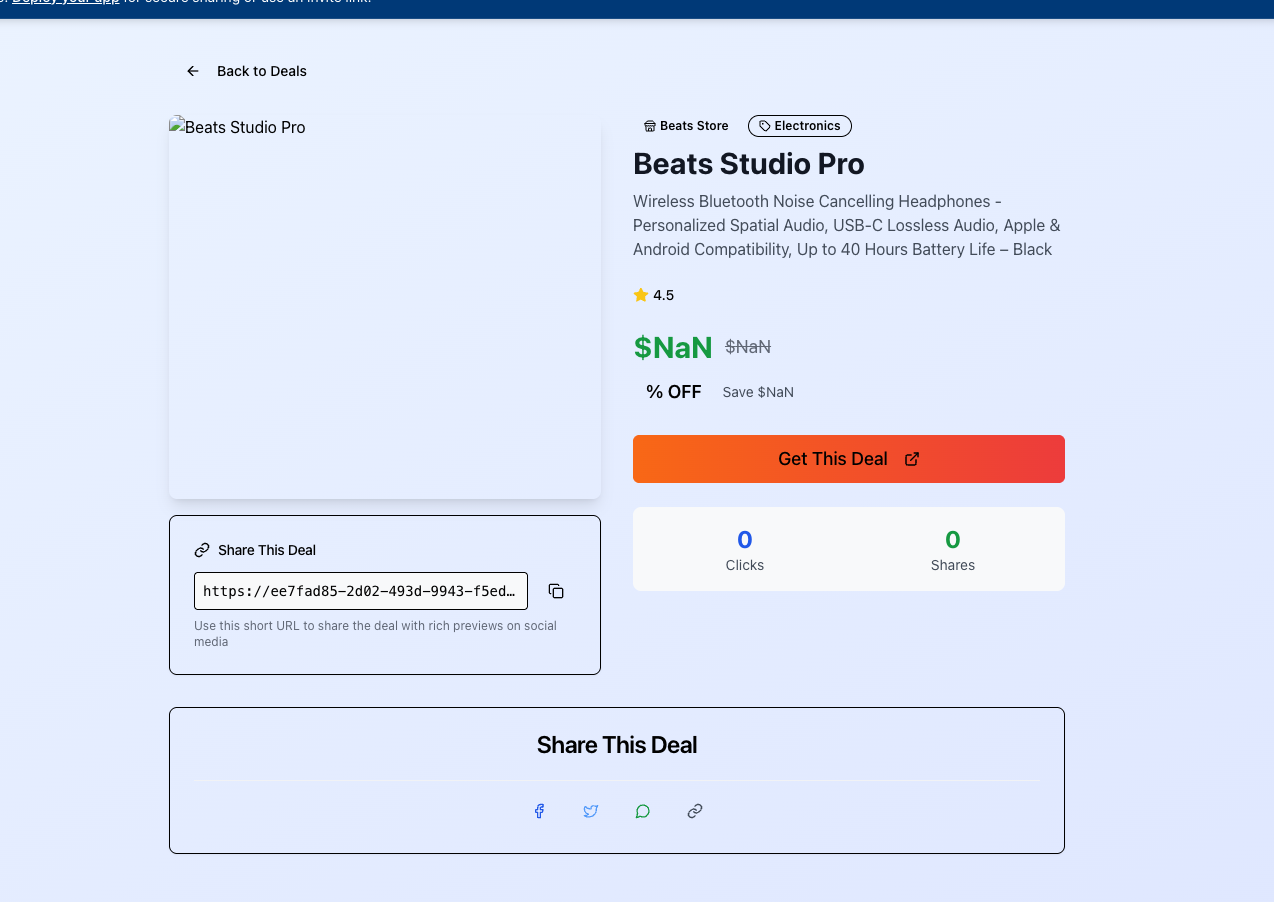 Deploy your app for secure sharing or use an invite link!
Back to Deals
Beats Studio Pro
Beats Store
Electronics
Beats Studio Pro
Wireless Bluetooth Noise Cancelling Headphones -
Personalized Spatial Audio, USB-C Lossless Audio, Apple &
Android Compatibility, Up to 40 Hours Battery Life – Black
4.5
$NaN $NaN
% OFF Save $NaN
Get This Deal
0 0
Clicks Shares
Share This Deal
https://ee7fad85-2d02-493d-9943-f5ed…
Use this short URL to share the deal with rich previews on social
media
Share This Deal